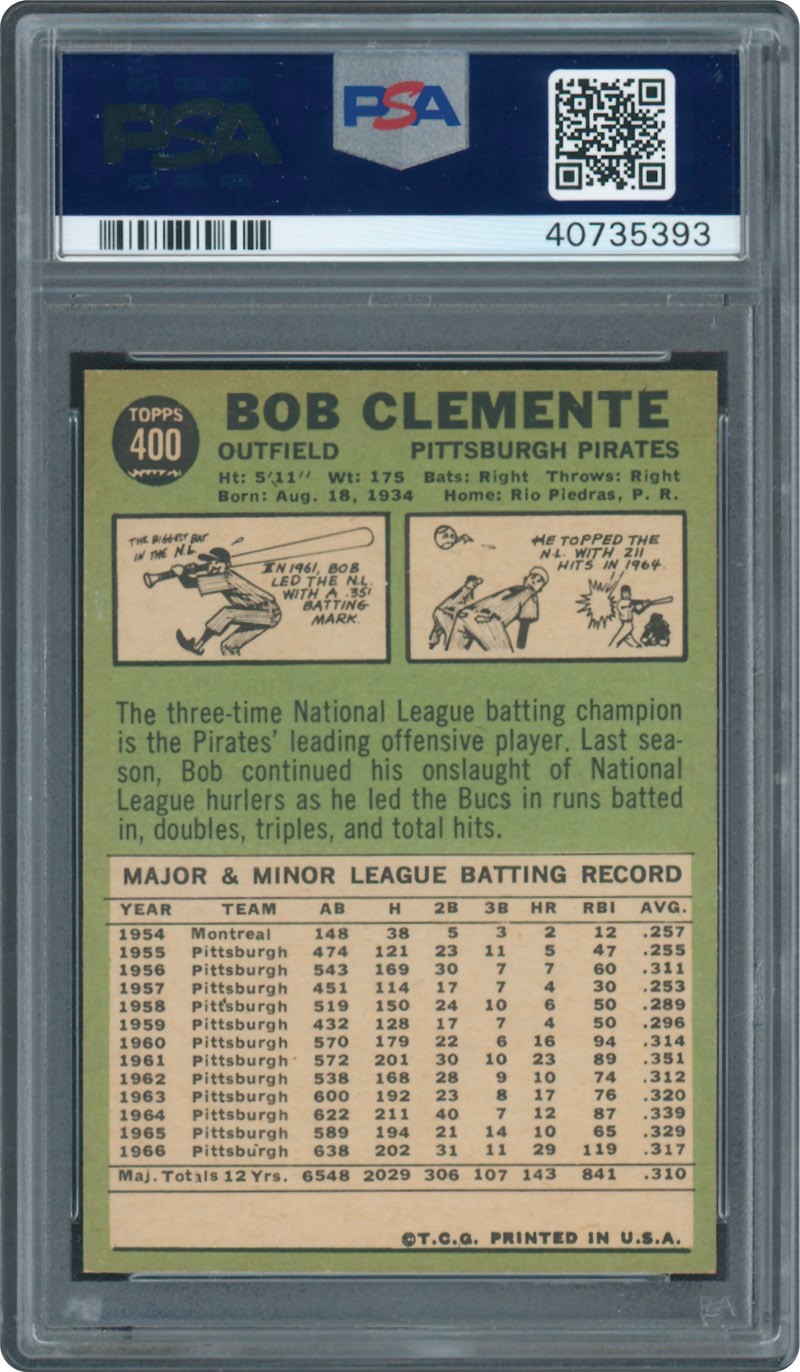 PSA
PSA
40735393
TOPPS
400
BOB CLEMENTE
OUTFIELD PITTSBURGH PIRATES
Ht: 5'11" Wt: 175 Bats: Right Throws: Right
Born: Aug. 18, 1934 Home: Rio Piedras, P. R.
THE BIGGEST BAT
IN THE N.L.
IN 1961, BOB
LED THE N.L.
WITH A .351
BATTING
MARK.
HE TOPPED THE
N.L. WITH 211
HITS IN 1964.
The three-time National League batting champion
is the Pirates' leading offensive player. Last sea-
son, Bob continued his onslaught of National
League hurlers as he led the Bucs in runs batted
in, doubles, triples, and total hits.
MAJOR & MINOR LEAGUE BATTING RECORD
YEAR TEAM AB H 2B 3B HR RBI AVG.
1954 Montreal 148 38 5 3 2 12 .257
1955 Pittsburgh 474 121 23 11 5 47 .255
1956 Pittsburgh 543 169 30 7 7 60 .311
1957 Pittsburgh 451 114 17 7 4 30 .253
1958 Pittsburgh 519 150 24 10 6 50 .289
1959 Pittsburgh 432 128 17 7 4 50 .296
1960 Pittsburgh 570 179 22 6 16 94 .314
1961 Pittsburgh 572 201 30 10 23 89 .351
1962 Pittsburgh 538 168 28 9 10 74 .312
1963 Pittsburgh 600 192 23 8 17 76 .320
1964 Pittsburgh 622 211 40 7 12 87 .339
1965 Pittsburgh 589 194 21 14 10 65 .329
1966 Pittsburgh 638 202 31 11 29 119 .317
Maj. Totals 12 Yrs. 6548 2029 306 107 143 841 .310
©T.C.G. PRINTED IN U.S.A.